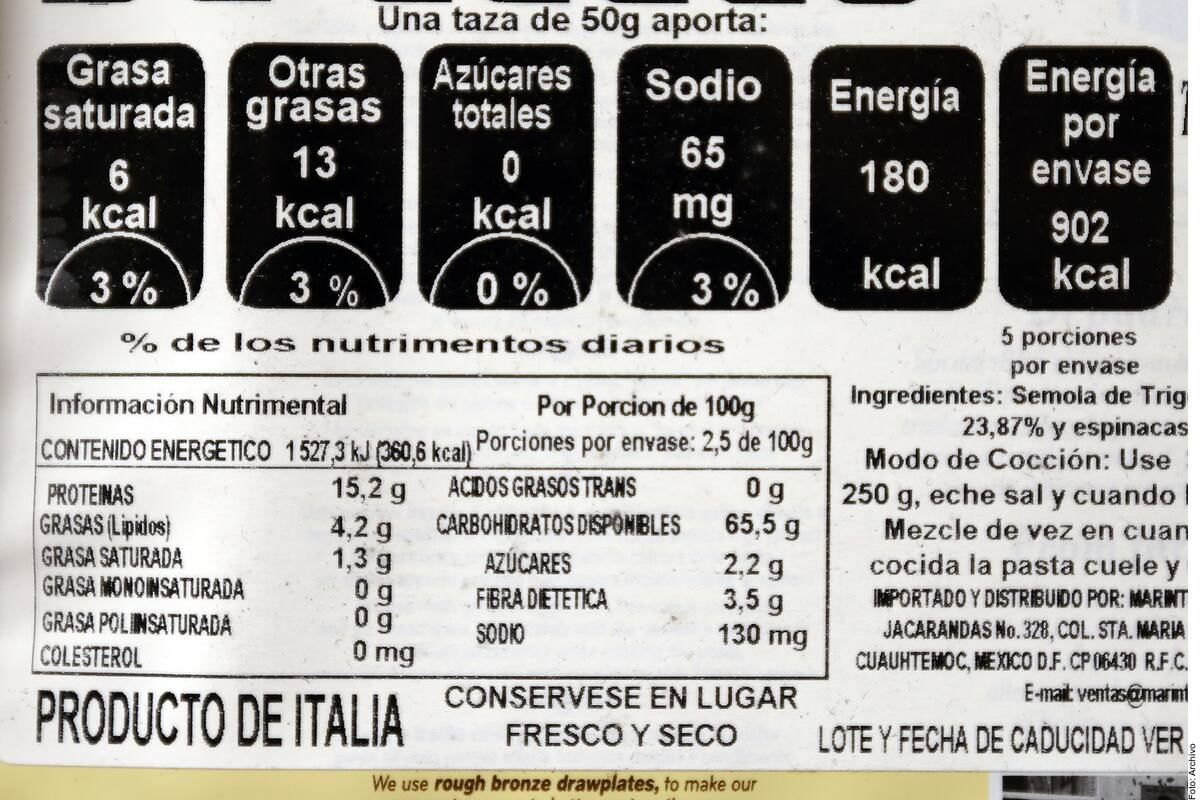 Una taza de 50g aporta:
Grasa
saturada
6
kcal
3 %
Otras
grasas
13
kcal
3 %
Azúcares
totales
0
kcal
0 %
Sodio
65
mg
3 %
Energía
180
kcal
Energía
por
envase
902
kcal
% de los nutrimentos diarios
5 porciones
por envase
Información Nutrimental Por Porcion de 100g
CONTENIDO ENERGETICO 1 527,3 kJ (360,6 kcal) Porciones por envase: 2,5 de 100g
PROTEINAS 15,2 g
GRASAS (Lipidos) 4,2 g
GRASA SATURADA 1,3 g
GRASA MONOINSATURADA 0 g
GRASA POLIINSATURADA 0 g
COLESTEROL 0 mg
ACIDOS GRASOS TRANS 0 g
CARBOHIDRATOS DISPONIBLES 65,5 g
AZÚCARES 2,2 g
FIBRA DIETETICA 3,5 g
SODIO 130 mg
Ingredientes: Semola de Trig
23,87% y espinacas
Modo de Cocción: Use
250 g, eche sal y cuando
Mezcle de vez en cuan
cocida la pasta cuele y
IMPORTADO Y DISTRIBUIDO POR: MARINT
JACARANDAS No. 328, COL. STA. MARIA
CUAUHTEMOC, MEXICO D.F. CP 06430 R.F.C.
E-mail: ventas@marint
PRODUCTO DE ITALIA
CONSERVESE EN LUGAR
FRESCO Y SECO
LOTE Y FECHA DE CADUCIDAD VER
We use rough bronze drawplates, to make our
Foto: Archivo